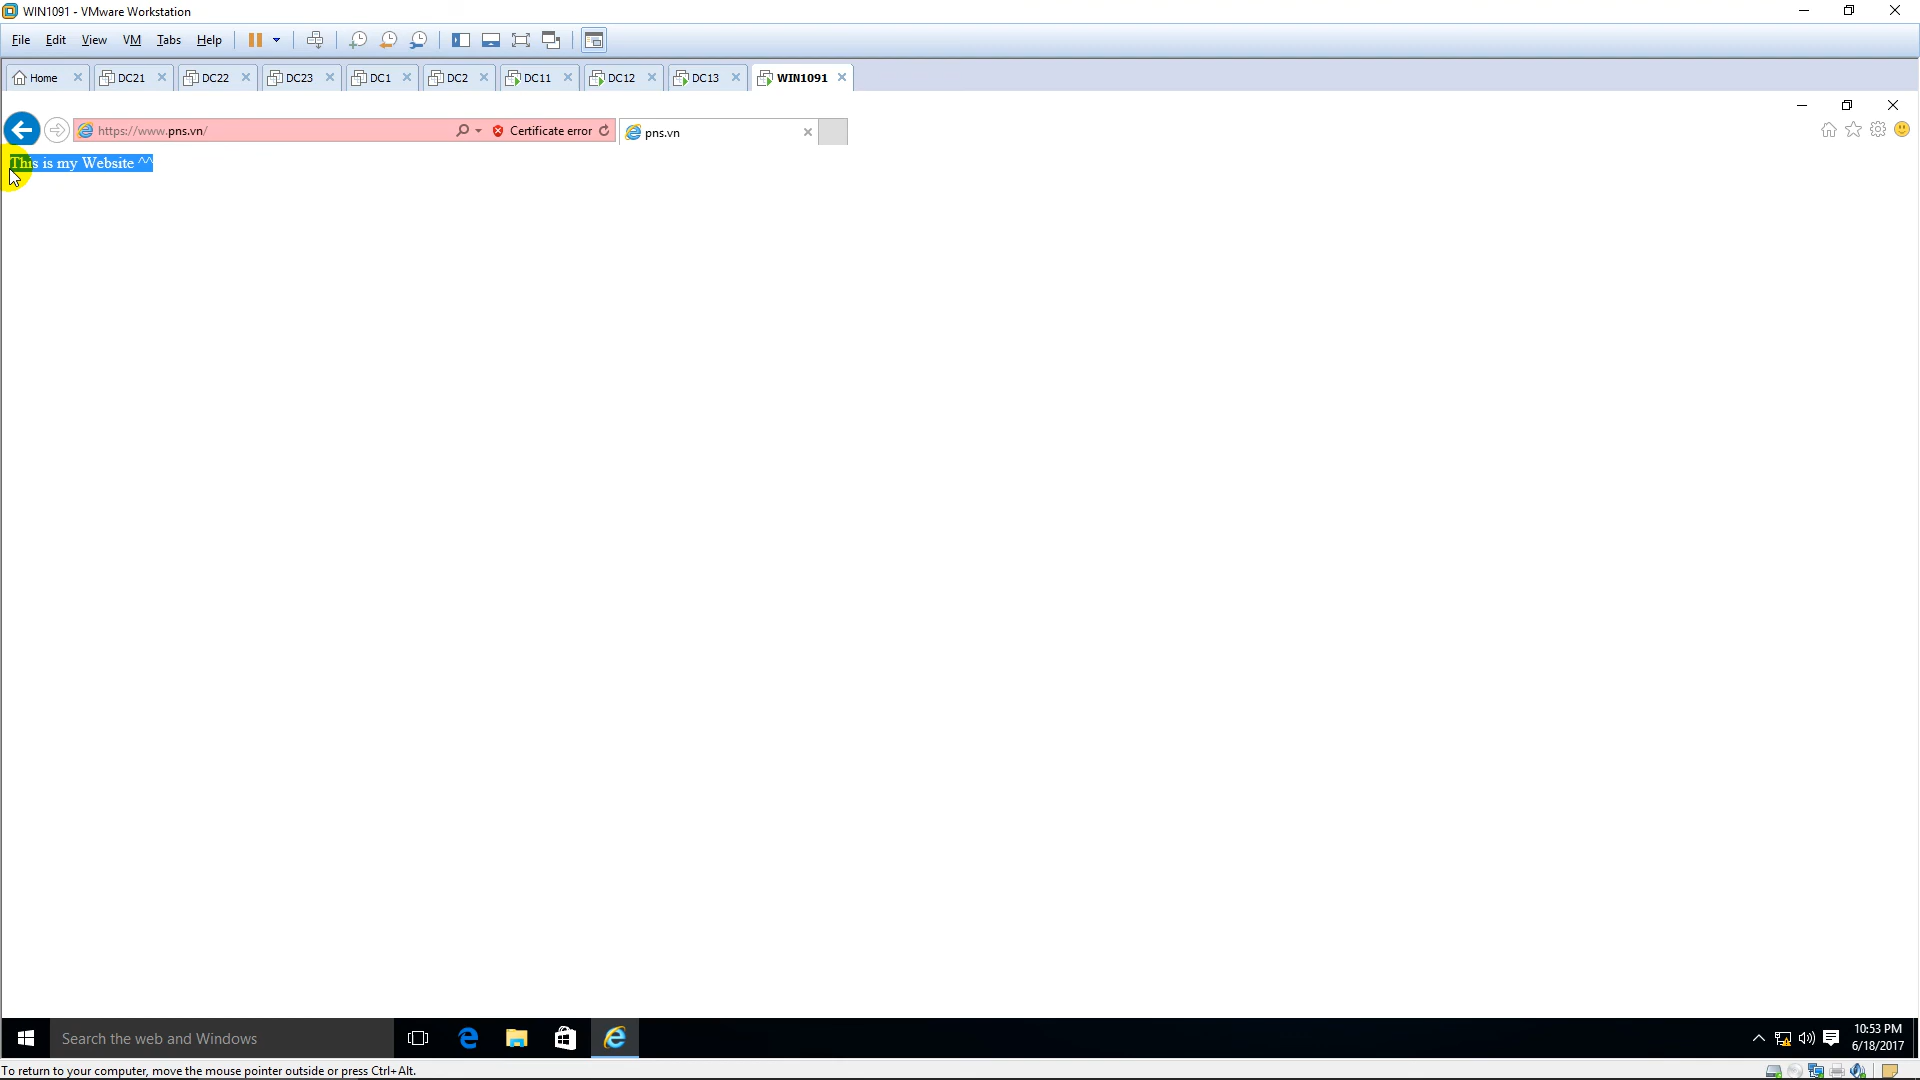 WIN1091 - VMware Workstation
File Edit View VM Tabs Help
Home DC21 DC22 DC23 DC1 DC2 DC11 DC12 DC13 WIN1091
https://www.pns.vn/ Certificate error pns.vn
This is my Website ^^
Search the web and Windows
10:53 PM
6/18/2017
To return to your computer, move the mouse pointer outside or press Ctrl+Alt.